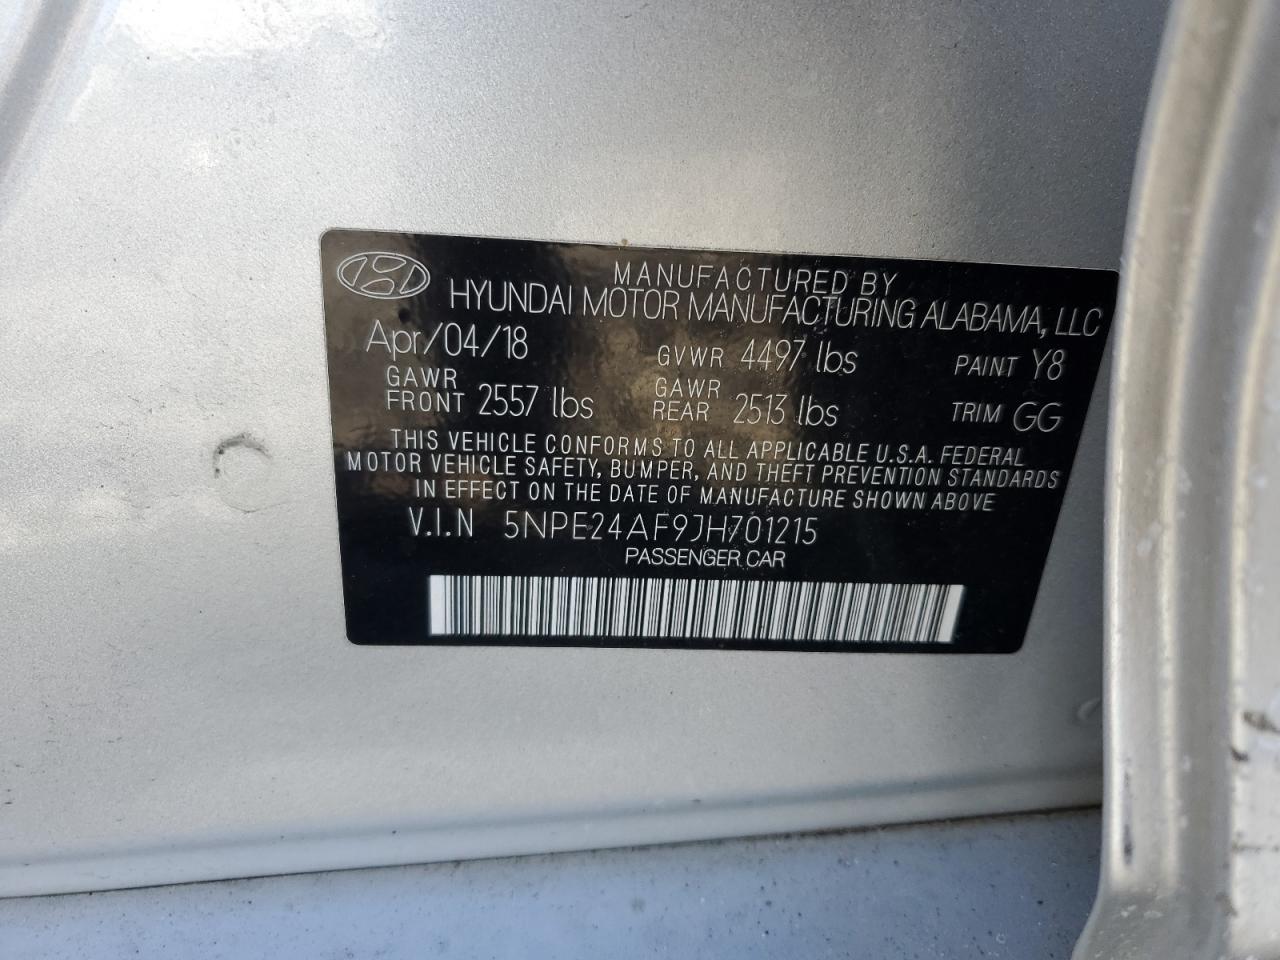 MANUFACTURED BY
HYUNDAI MOTOR MANUFACTURING ALABAMA, LLC
Apr/04/18 GVWR 4497 lbs PAINT Y8
GAWR FRONT 2557 lbs GAWR REAR 2513 lbs TRIM GG
THIS VEHICLE CONFORMS TO ALL APPLICABLE U.S.A. FEDERAL
MOTOR VEHICLE SAFETY, BUMPER, AND THEFT PREVENTION STANDARDS
IN EFFECT ON THE DATE OF MANUFACTURE SHOWN ABOVE
V.I.N 5NPE24AF9JH701215
PASSENGER CAR